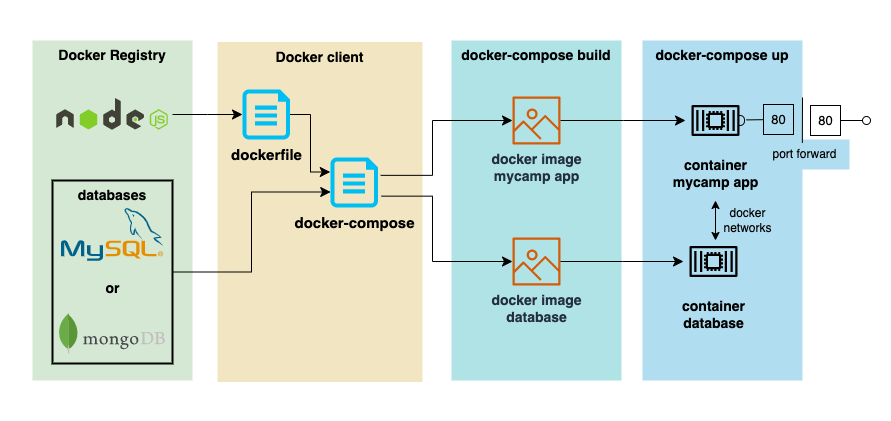 Docker Registry
Docker client
docker-compose build
docker-compose up
node
JS
dockerfile
databases
MySQL®
or
mongoDB
docker-compose
docker image
mycamp app
docker image
database
80
80
port forward
container
mycamp app
docker
networks
container
database